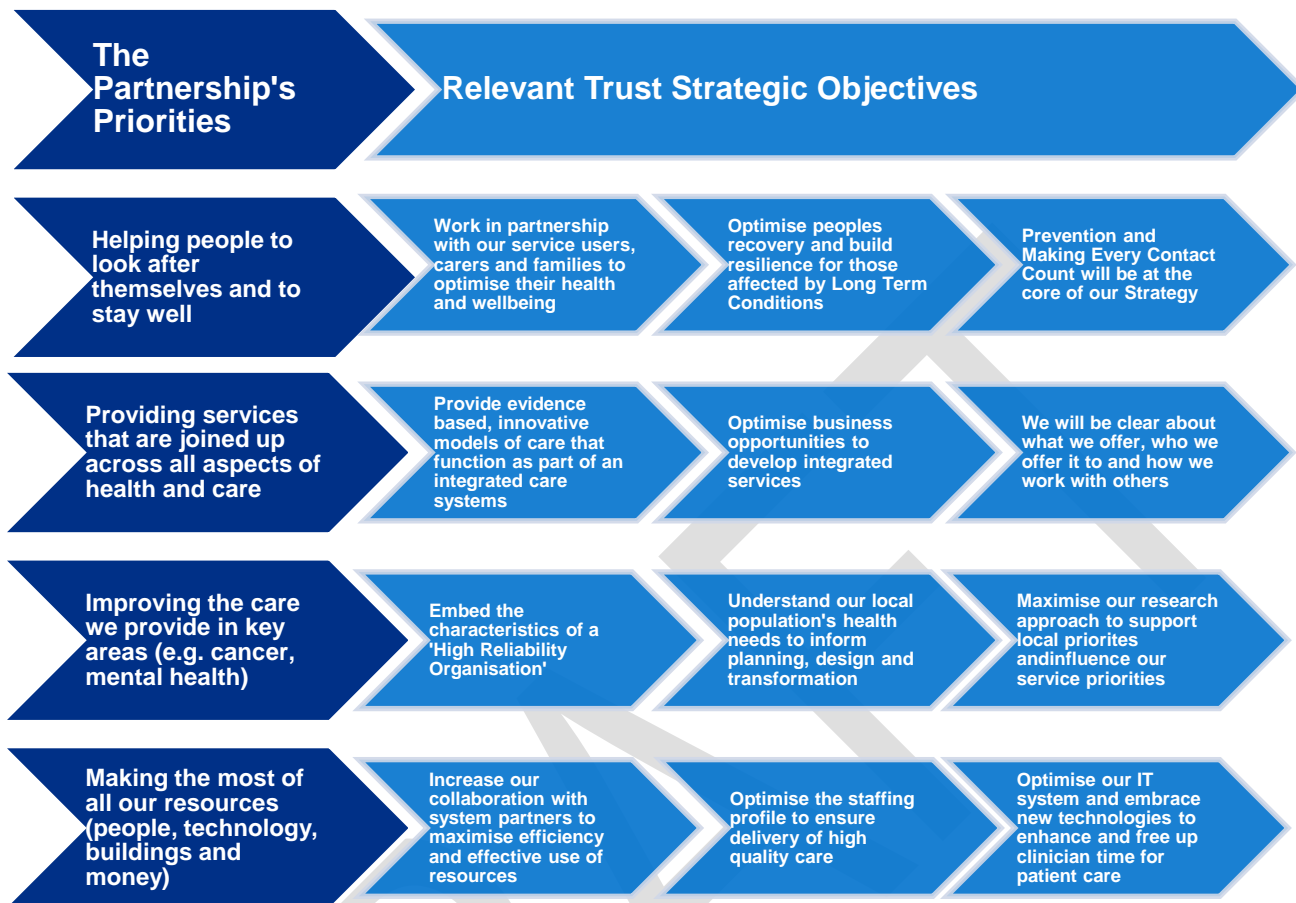 The
Partnership's
Priorities
Relevant Trust Strategic Objectives
Helping people to
look after
themselves and to
stay well
Work in partnership
with our service users,
carers and families to
optimise their health
and wellbeing
Optimise peoples
recovery and build
resilience for those
affected by Long Term
Conditions
Prevention and
Making Every Contact
Count will be at the
core of our Strategy
Providing services
that are joined up
across all aspects of
health and care
Provide evidence
based, innovative
models of care that
function as part of an
integrated care
systems
Optimise business
opportunities to
develop integrated
services
We will be clear about
what we offer, who we
offer it to and how we
work with others
Improving the care
we provide in key
areas (e.g. cancer,
mental health)
Embed the
characteristics of a
'High Reliability
Organisation'
Understand our local
population's health
needs to inform
planning, design and
transformation
Maximise our research
approach to support
local priorites
andinfluence our
service priorities
Making the most of
all our resources
(people, technology,
buildings and
money)
Increase our
collaboration with
system partners to
maximise efficiency
and effective use of
resources
Optimise the staffing
profile to ensure
delivery of high
quality care
Optimise our IT
system and embrace
new technologies to
enhance and free up
clinician time for
patient care